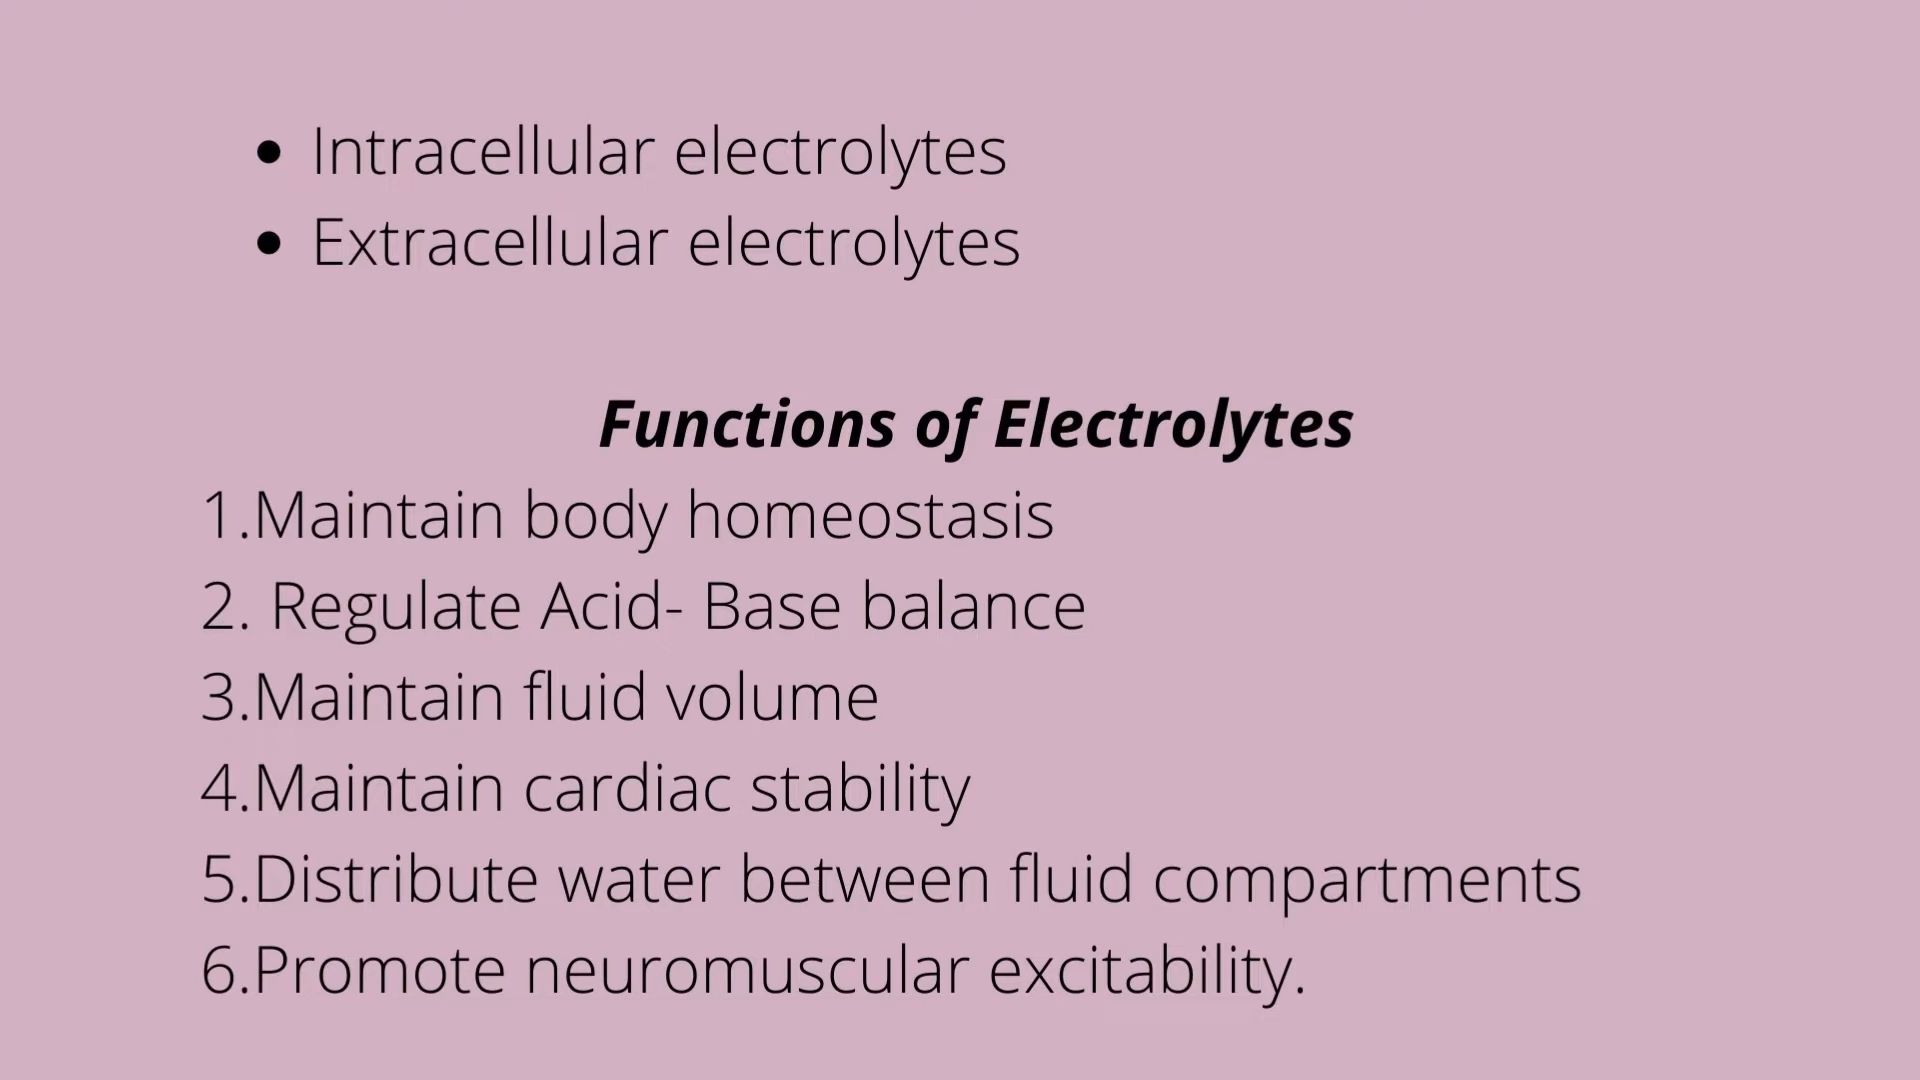 • Intracellular electrolytes
• Extracellular electrolytes
Functions of Electrolytes
1.Maintain body homeostasis
2. Regulate Acid- Base balance
3.Maintain fluid volume
4.Maintain cardiac stability
5.Distribute water between fluid compartments
6.Promote neuromuscular excitability.